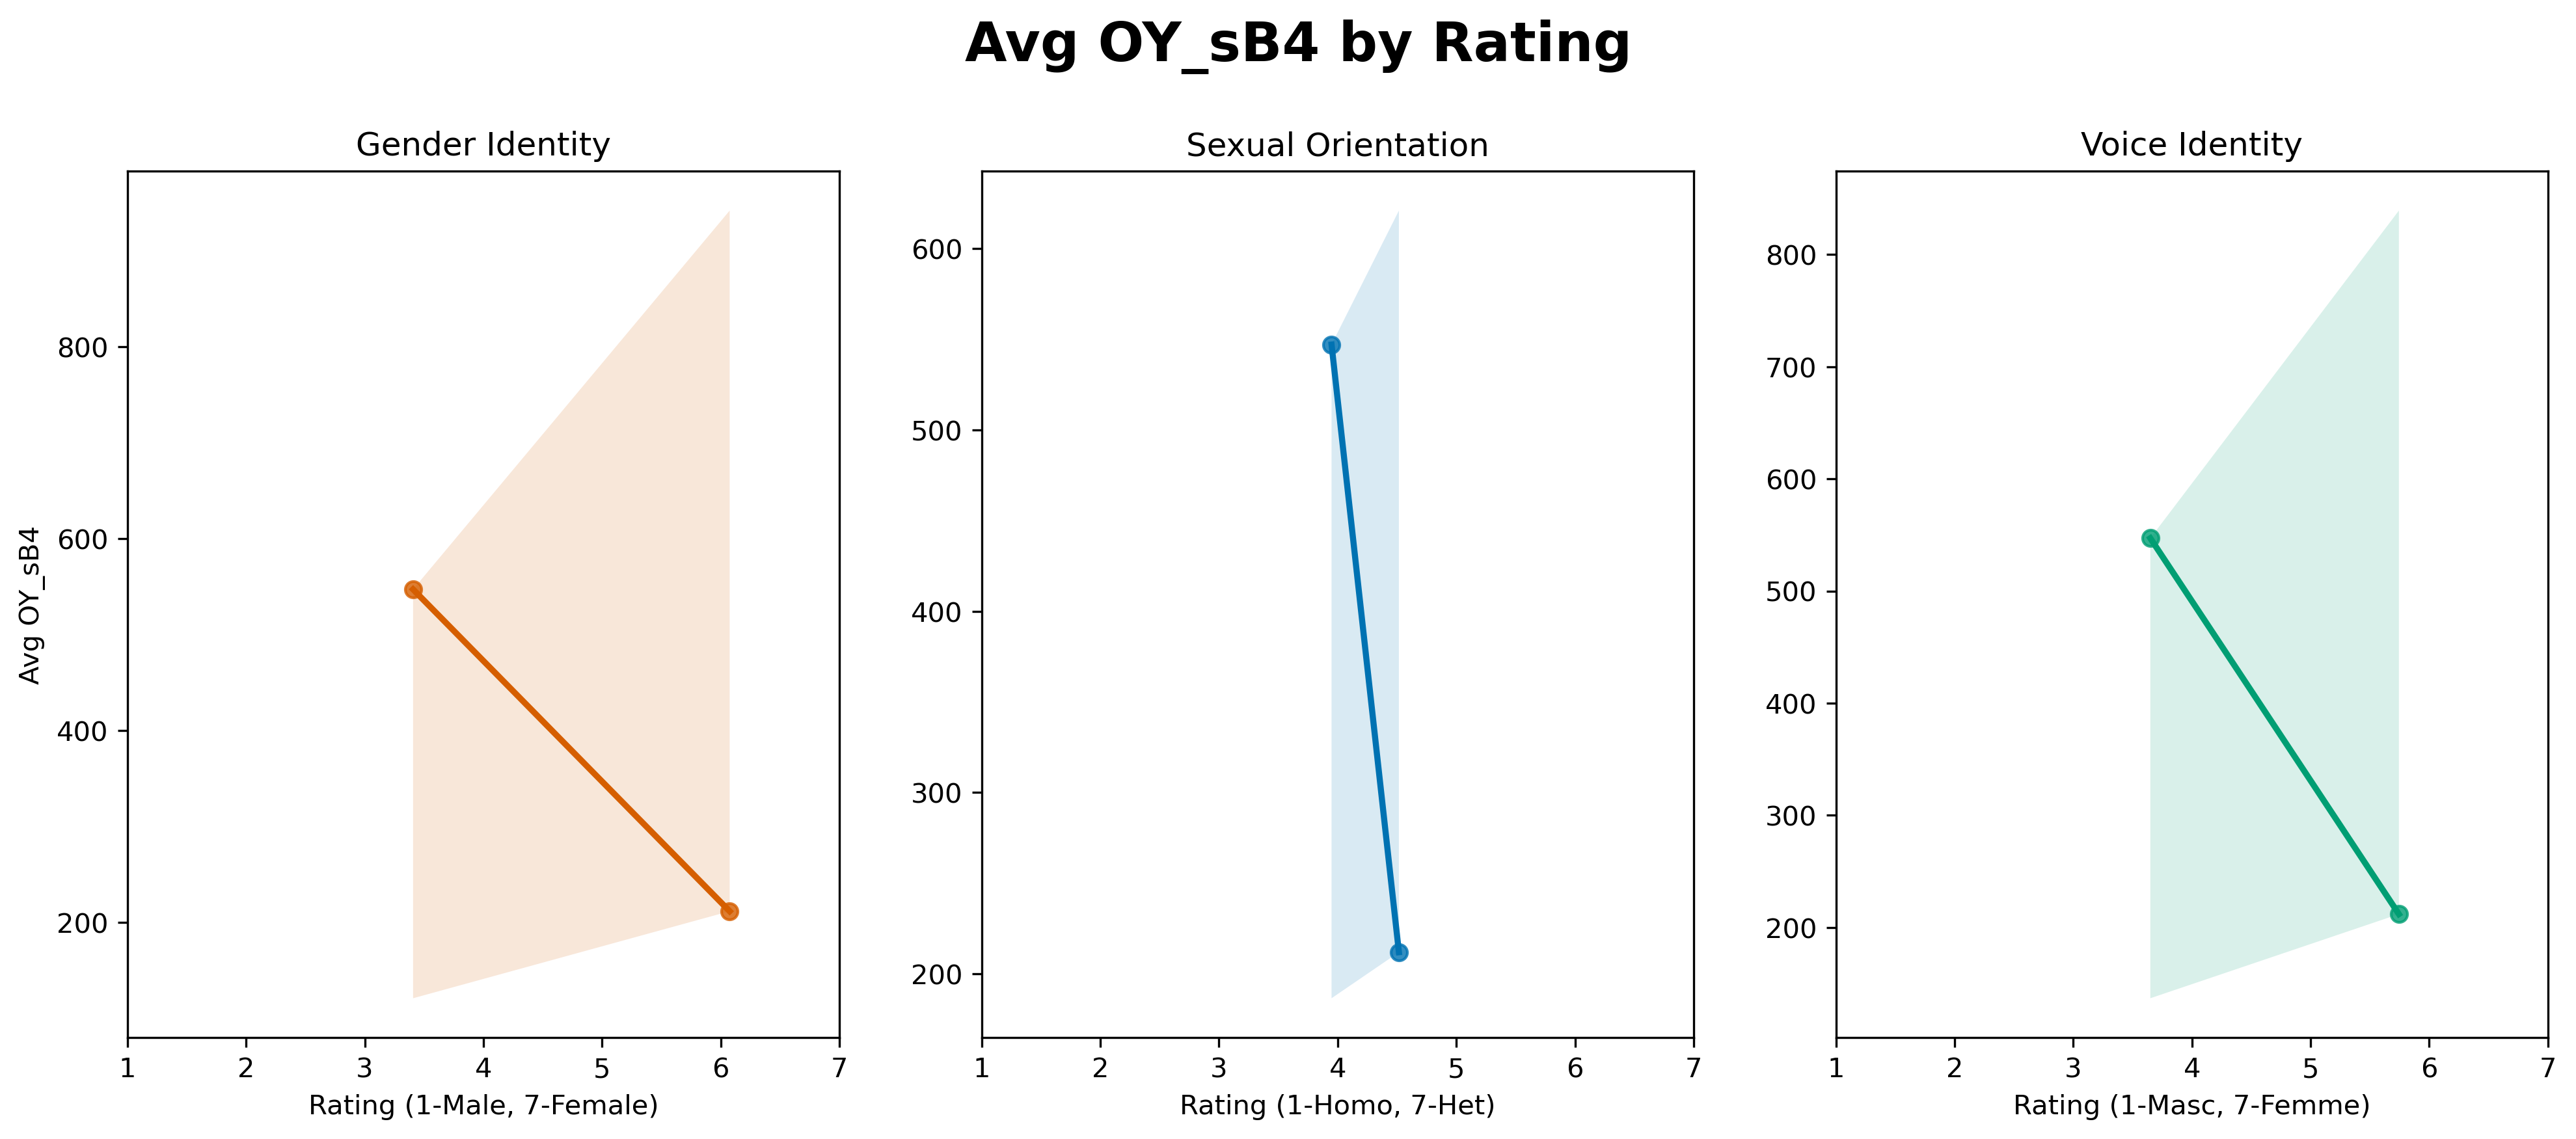 Avg OY_sB4 by Rating
Gender Identity
Avg OY_sB4
800
600
400
200
1 2 3 4 5 6 7
Rating (1-Male, 7-Female)
Sexual Orientation
600
500
400
300
200
1 2 3 4 5 6 7
Rating (1-Homo, 7-Het)
Voice Identity
800
700
600
500
400
300
200
1 2 3 4 5 6 7
Rating (1-Masc, 7-Femme)